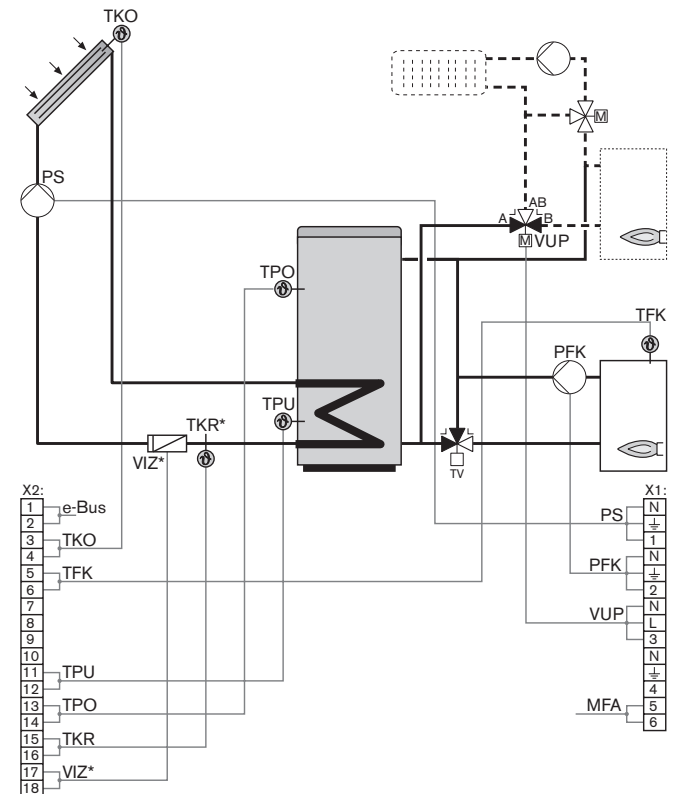 TKO
PS
AB
A
B
M
M
VUP
TPO
TFK
PFK
TPU
TKR*
VIZ*
TV
X2:
1
e-Bus
2
3
TKO
4
5
TFK
6
7
8
9
10
11
TPU
12
13
TPO
14
15
TKR
16
17
VIZ*
18
X1:
PS
N
1
PFK
N
2
VUP
N
L
3
N
4
MFA
5
6